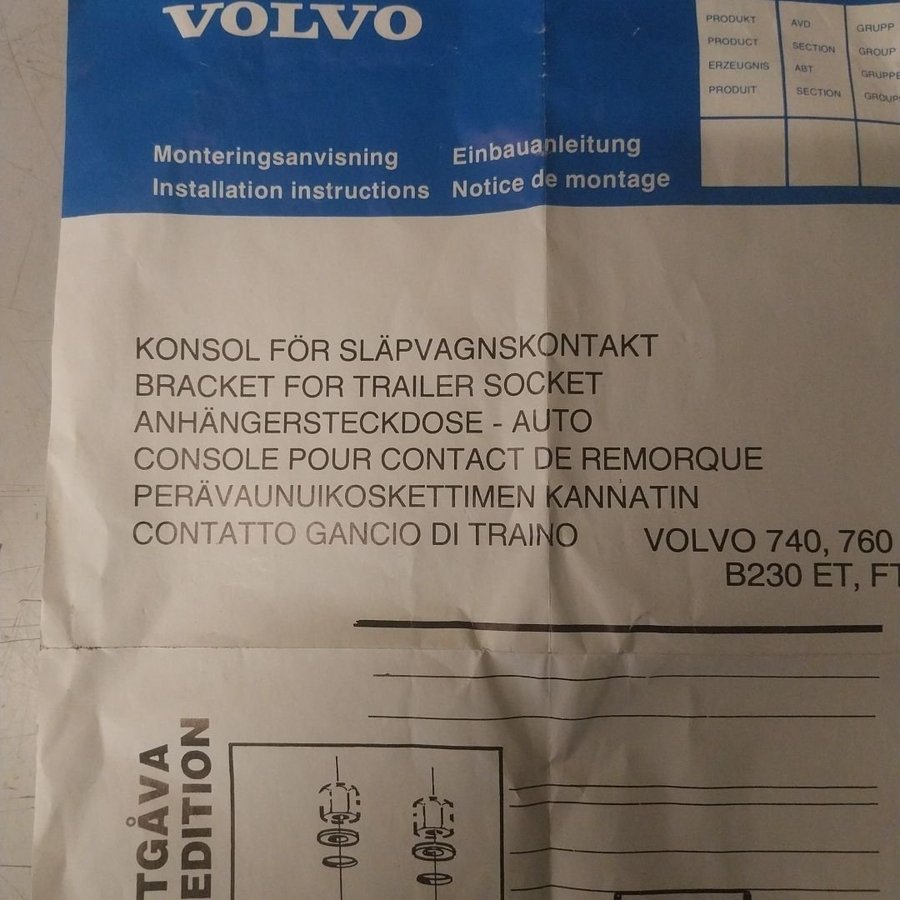 VOLVO
PRODUKT AVD GRUPP
PRODUCT SECTION GROUP
ERZEUGNIS ABT GRUPPE
PRODUIT SECTION
Monteringsanvisning Einbauanleitung
Installation instructions Notice de montage
KONSOL FÖR SLÄPVAGNSKONTAKT
BRACKET FOR TRAILER SOCKET
ANHÄNGERSTECKDOSE - AUTO
CONSOLE POUR CONTACT DE REMORQUE
PERÄVAUNUIKOSKETTIMEN KANNATIN
CONTATTO GANCIO DI TRAINO VOLVO 740, 760
B230 ET, FT
TGÅVA
EDITION